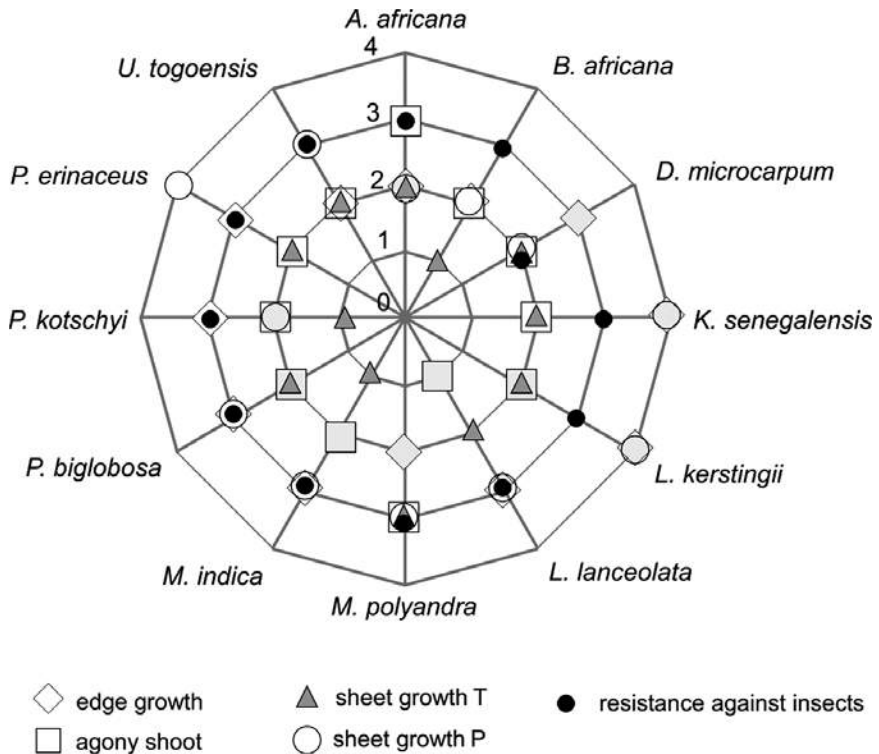 A. africana
4
U. togoensis
B. africana
3
P. erinaceus
D. microcarpum
2
1
0
P. kotschyi
K. senegalensis
P. biglobosa
L. kerstingii
M. indica
L. lanceolata
M. polyandra
edge growth
sheet growth T
resistance against insects
agony shoot
sheet growth P